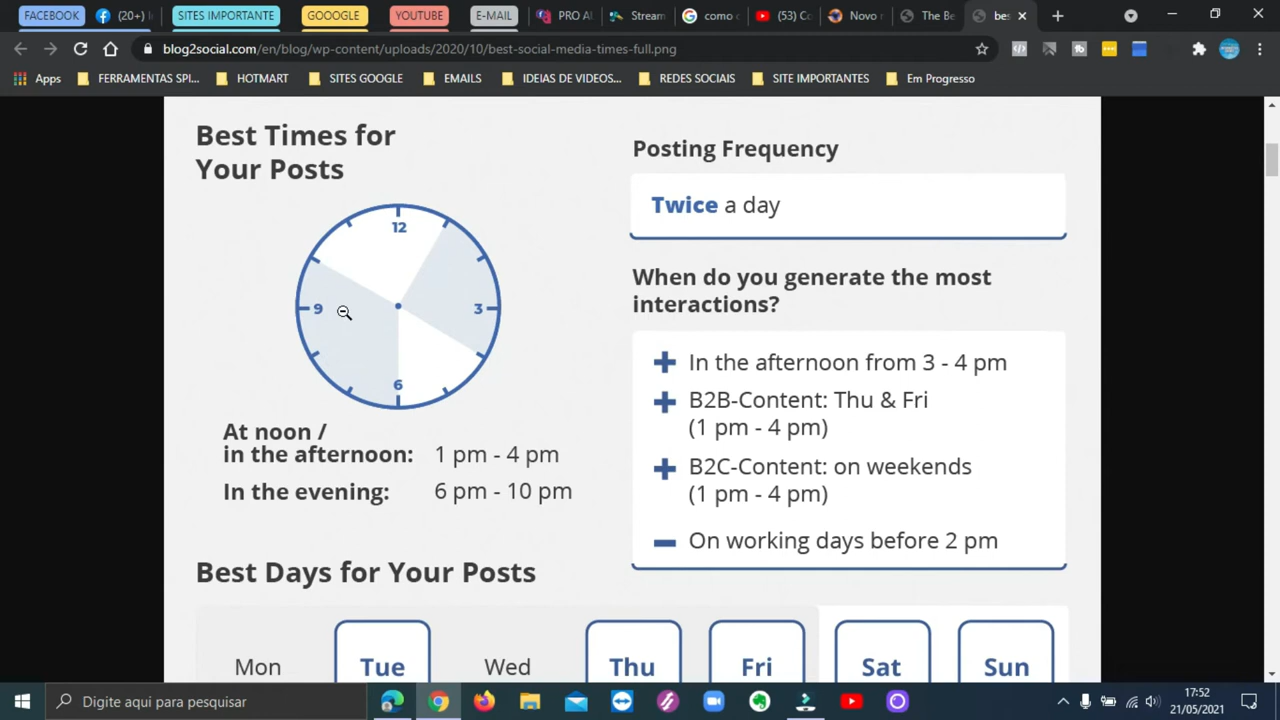 FACEBOOK
(20+)
SITES IMPORTANTE
GOOOGLE
YOUTUBE
E-MAIL
PRO A
Stream
como
(53) C
Novo
The Be
bes
blog2social.com/en/blog/wp-content/uploads/2020/10/best-social-media-times-full.png
Apps
FERRAMENTAS SPI...
HOTMART
SITES GOOGLE
EMAILS
IDEIAS DE VIDEOS...
REDES SOCIAIS
SITE IMPORTANTES
Em Progresso
Best Times for
Your Posts
12
3
6
9
At noon /
in the afternoon: 1 pm - 4 pm
In the evening: 6 pm - 10 pm
Posting Frequency
Twice a day
When do you generate the most
interactions?
In the afternoon from 3 - 4 pm
B2B-Content: Thu & Fri
(1 pm - 4 pm)
B2C-Content: on weekends
(1 pm - 4 pm)
On working days before 2 pm
Best Days for Your Posts
Mon Tue Wed Thu Fri Sat Sun
Digite aqui para pesquisar
17:52
21/05/2021